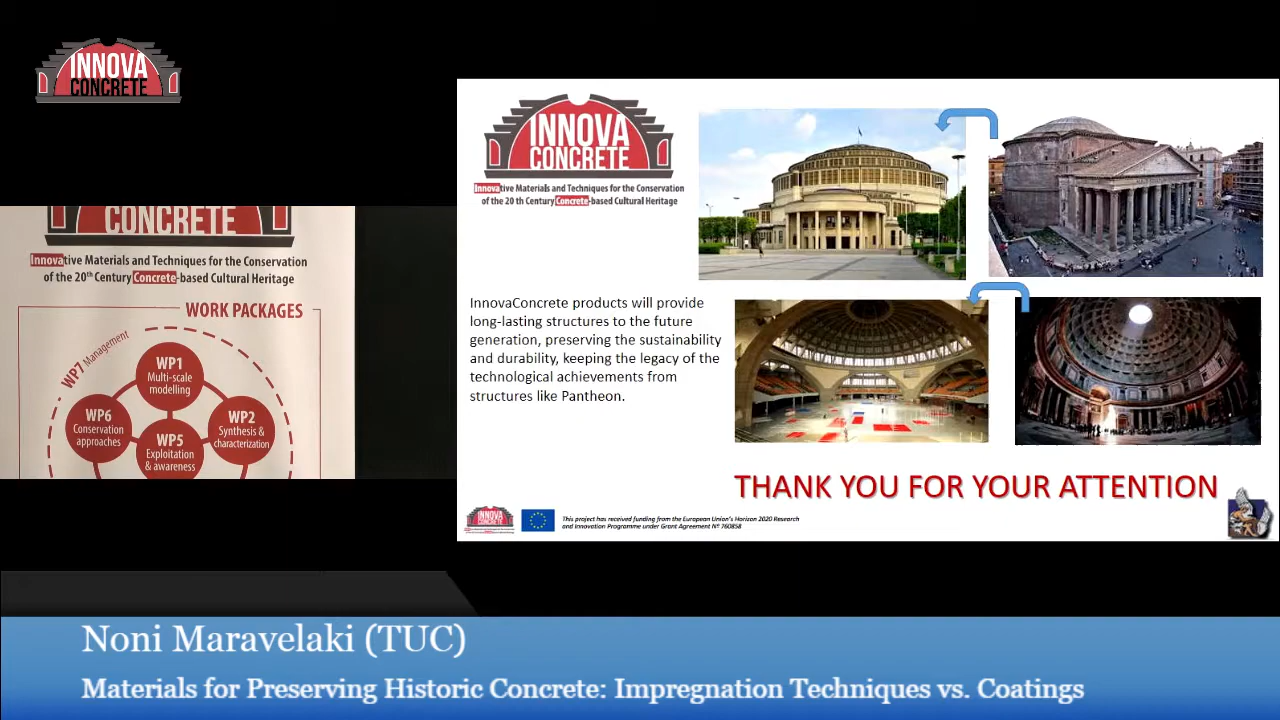 INNOVA
CONCRETE
CONCRETE
Innovative Materials and Techniques for the Conservation
of the 20th Century Concrete-based Cultural Heritage
WORK PACKAGES
WP7 Management
WP1
Multi-scale
modelling
WP6
Conservation
approaches
WP2
Synthesis &
characterization
WP5
Exploitation
& awareness
INNOVA
CONCRETE
Innovative Materials and Techniques for the Conservation
of the 20 th Century Concrete-based Cultural Heritage
InnovaConcrete products will provide
long-lasting structures to the future
generation, preserving the sustainability
and durability, keeping the legacy of the
technological achievements from
structures like Pantheon.
THANK YOU FOR YOUR ATTENTION
INNOVA
CONCRETE
This project has received funding from the European Union's Horizon 2020 Research
and Innovation Programme under Grant Agreement Nº 760858
Noni Maravelaki (TUC)
Materials for Preserving Historic Concrete: Impregnation Techniques vs. Coatings